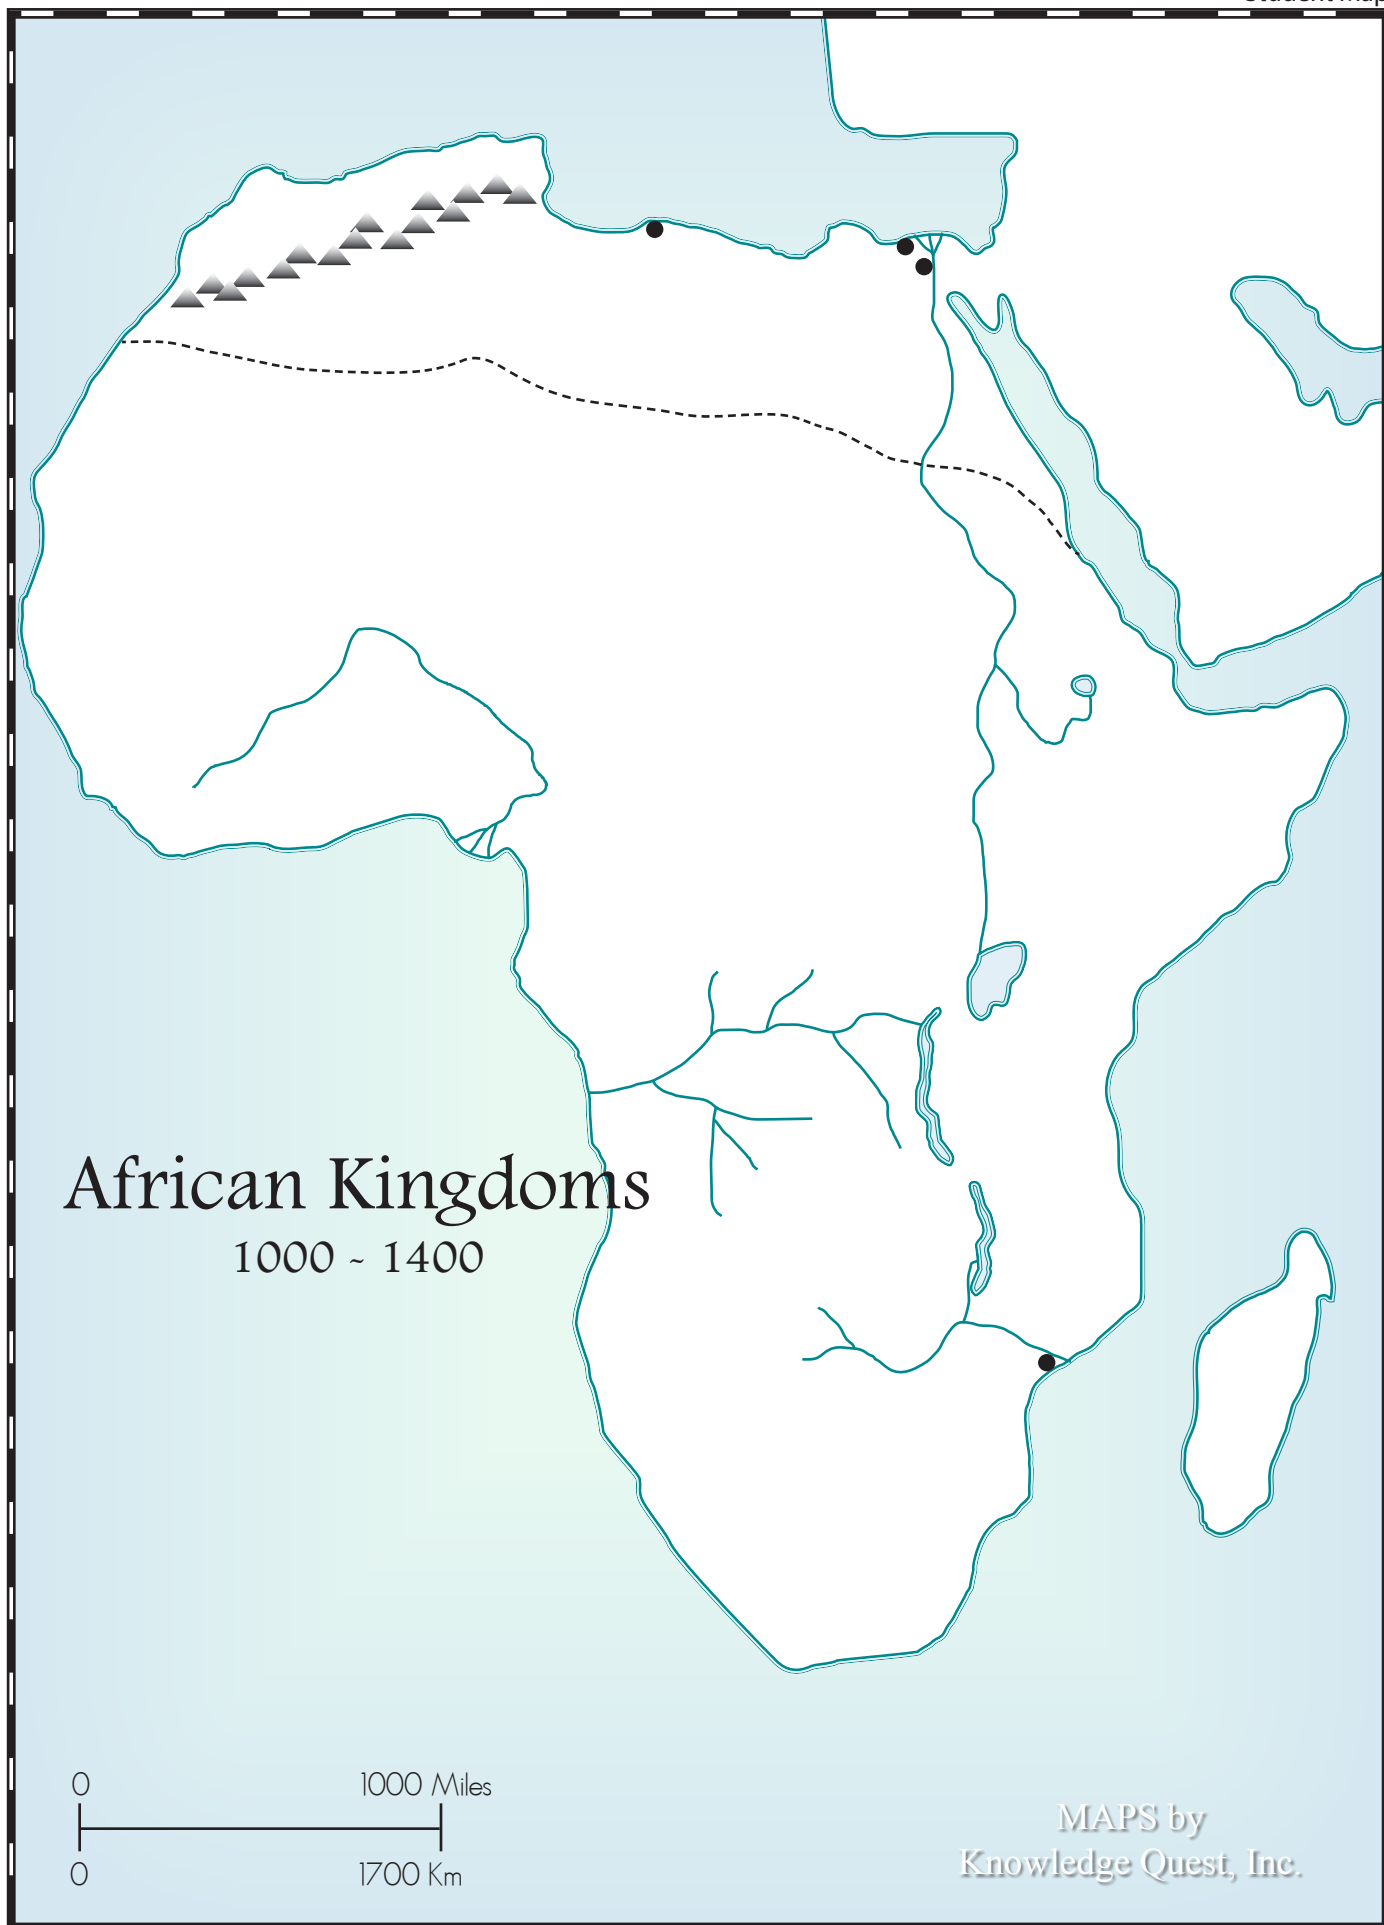 African Kingdoms
1000 ~ 1400
0 1000 Miles
0 1700 Km
MAPS by
Knowledge Quest, Inc.